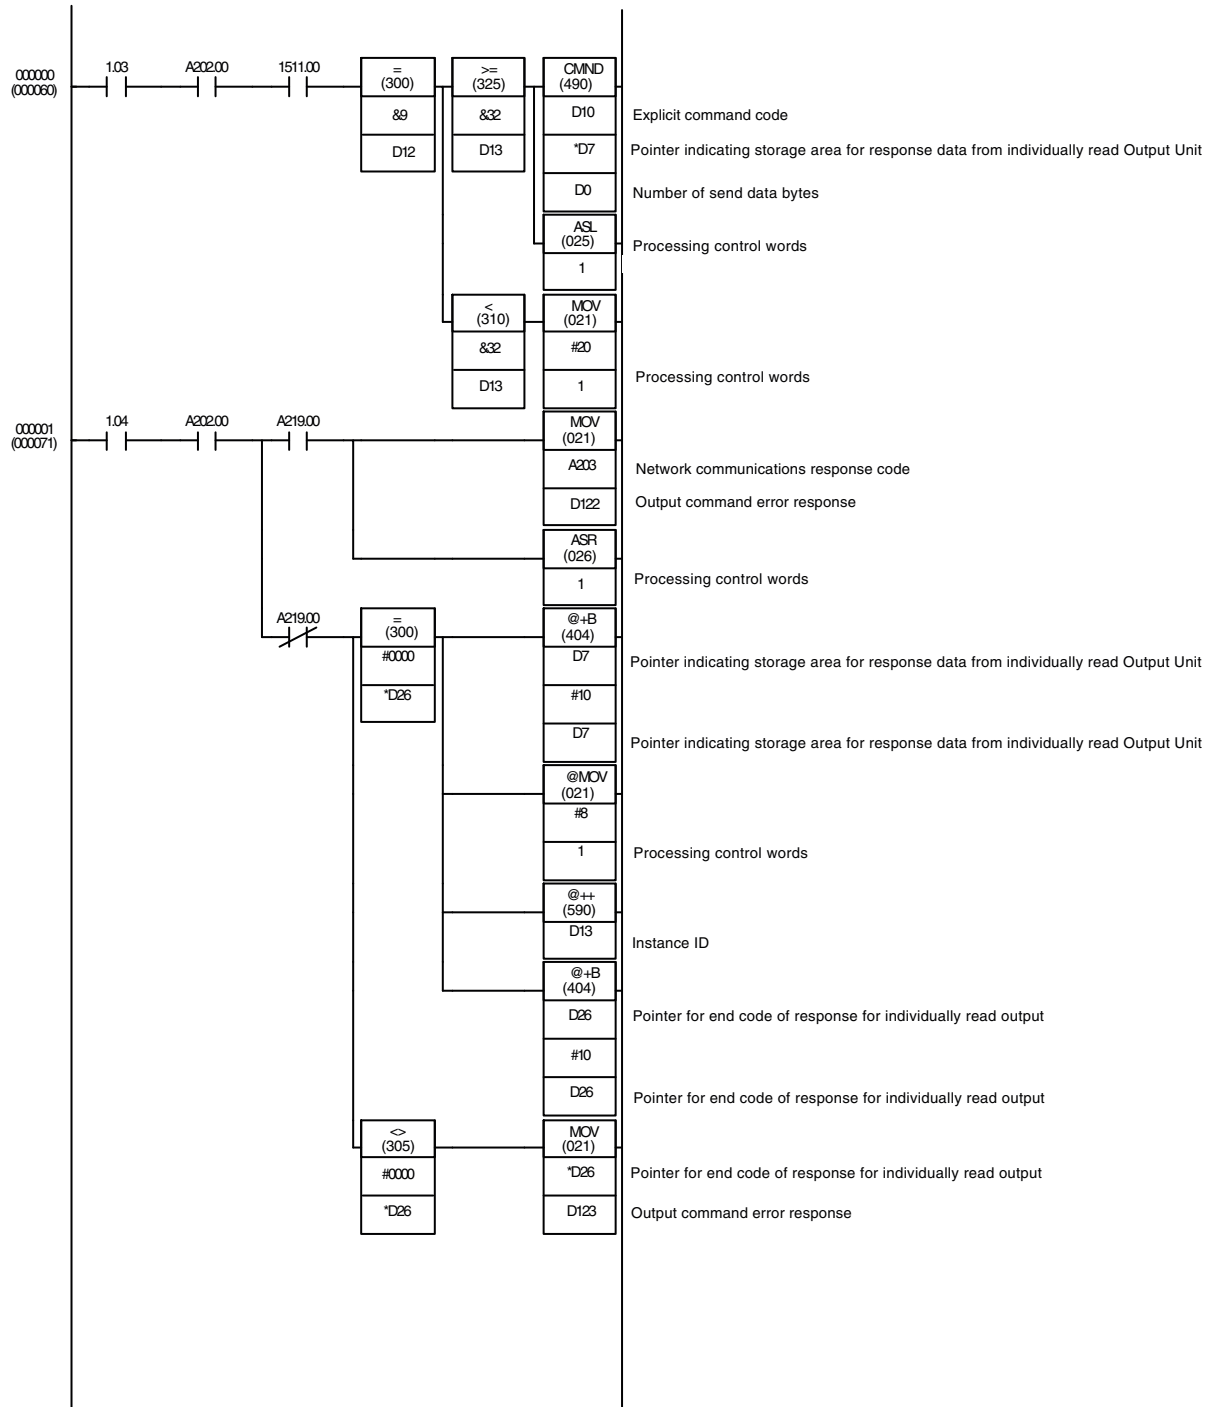 000000
(000060)
1.03
A202.00
1511.00
=
(300)
&9
D12
>=
(325)
&32
D13
CMND
(490)
D10
Explicit command code
*D7
Pointer indicating storage area for response data from individually read Output Unit
D0
Number of send data bytes
ASL
(025)
Processing control words
1
<
(310)
&32
D13
MOV
(021)
#20
1
Processing control words
000001
(000071)
1.04
A202.00
A219.00
MOV
(021)
A203
Network communications response code
D122
Output command error response
ASR
(026)
1
Processing control words
A219.00
=
(300)
#0000
*D26
@+B
(404)
D7
Pointer indicating storage area for response data from individually read Output Unit
#10
D7
Pointer indicating storage area for response data from individually read Output Unit
@MOV
(021)
#8
1
Processing control words
@++
(590)
D13
Instance ID
@+B
(404)
D26
Pointer for end code of response for individually read output
#10
D26
Pointer for end code of response for individually read output
<>
(305)
#0000
*D26
MOV
(021)
*D26
Pointer for end code of response for individually read output
D123
Output command error response